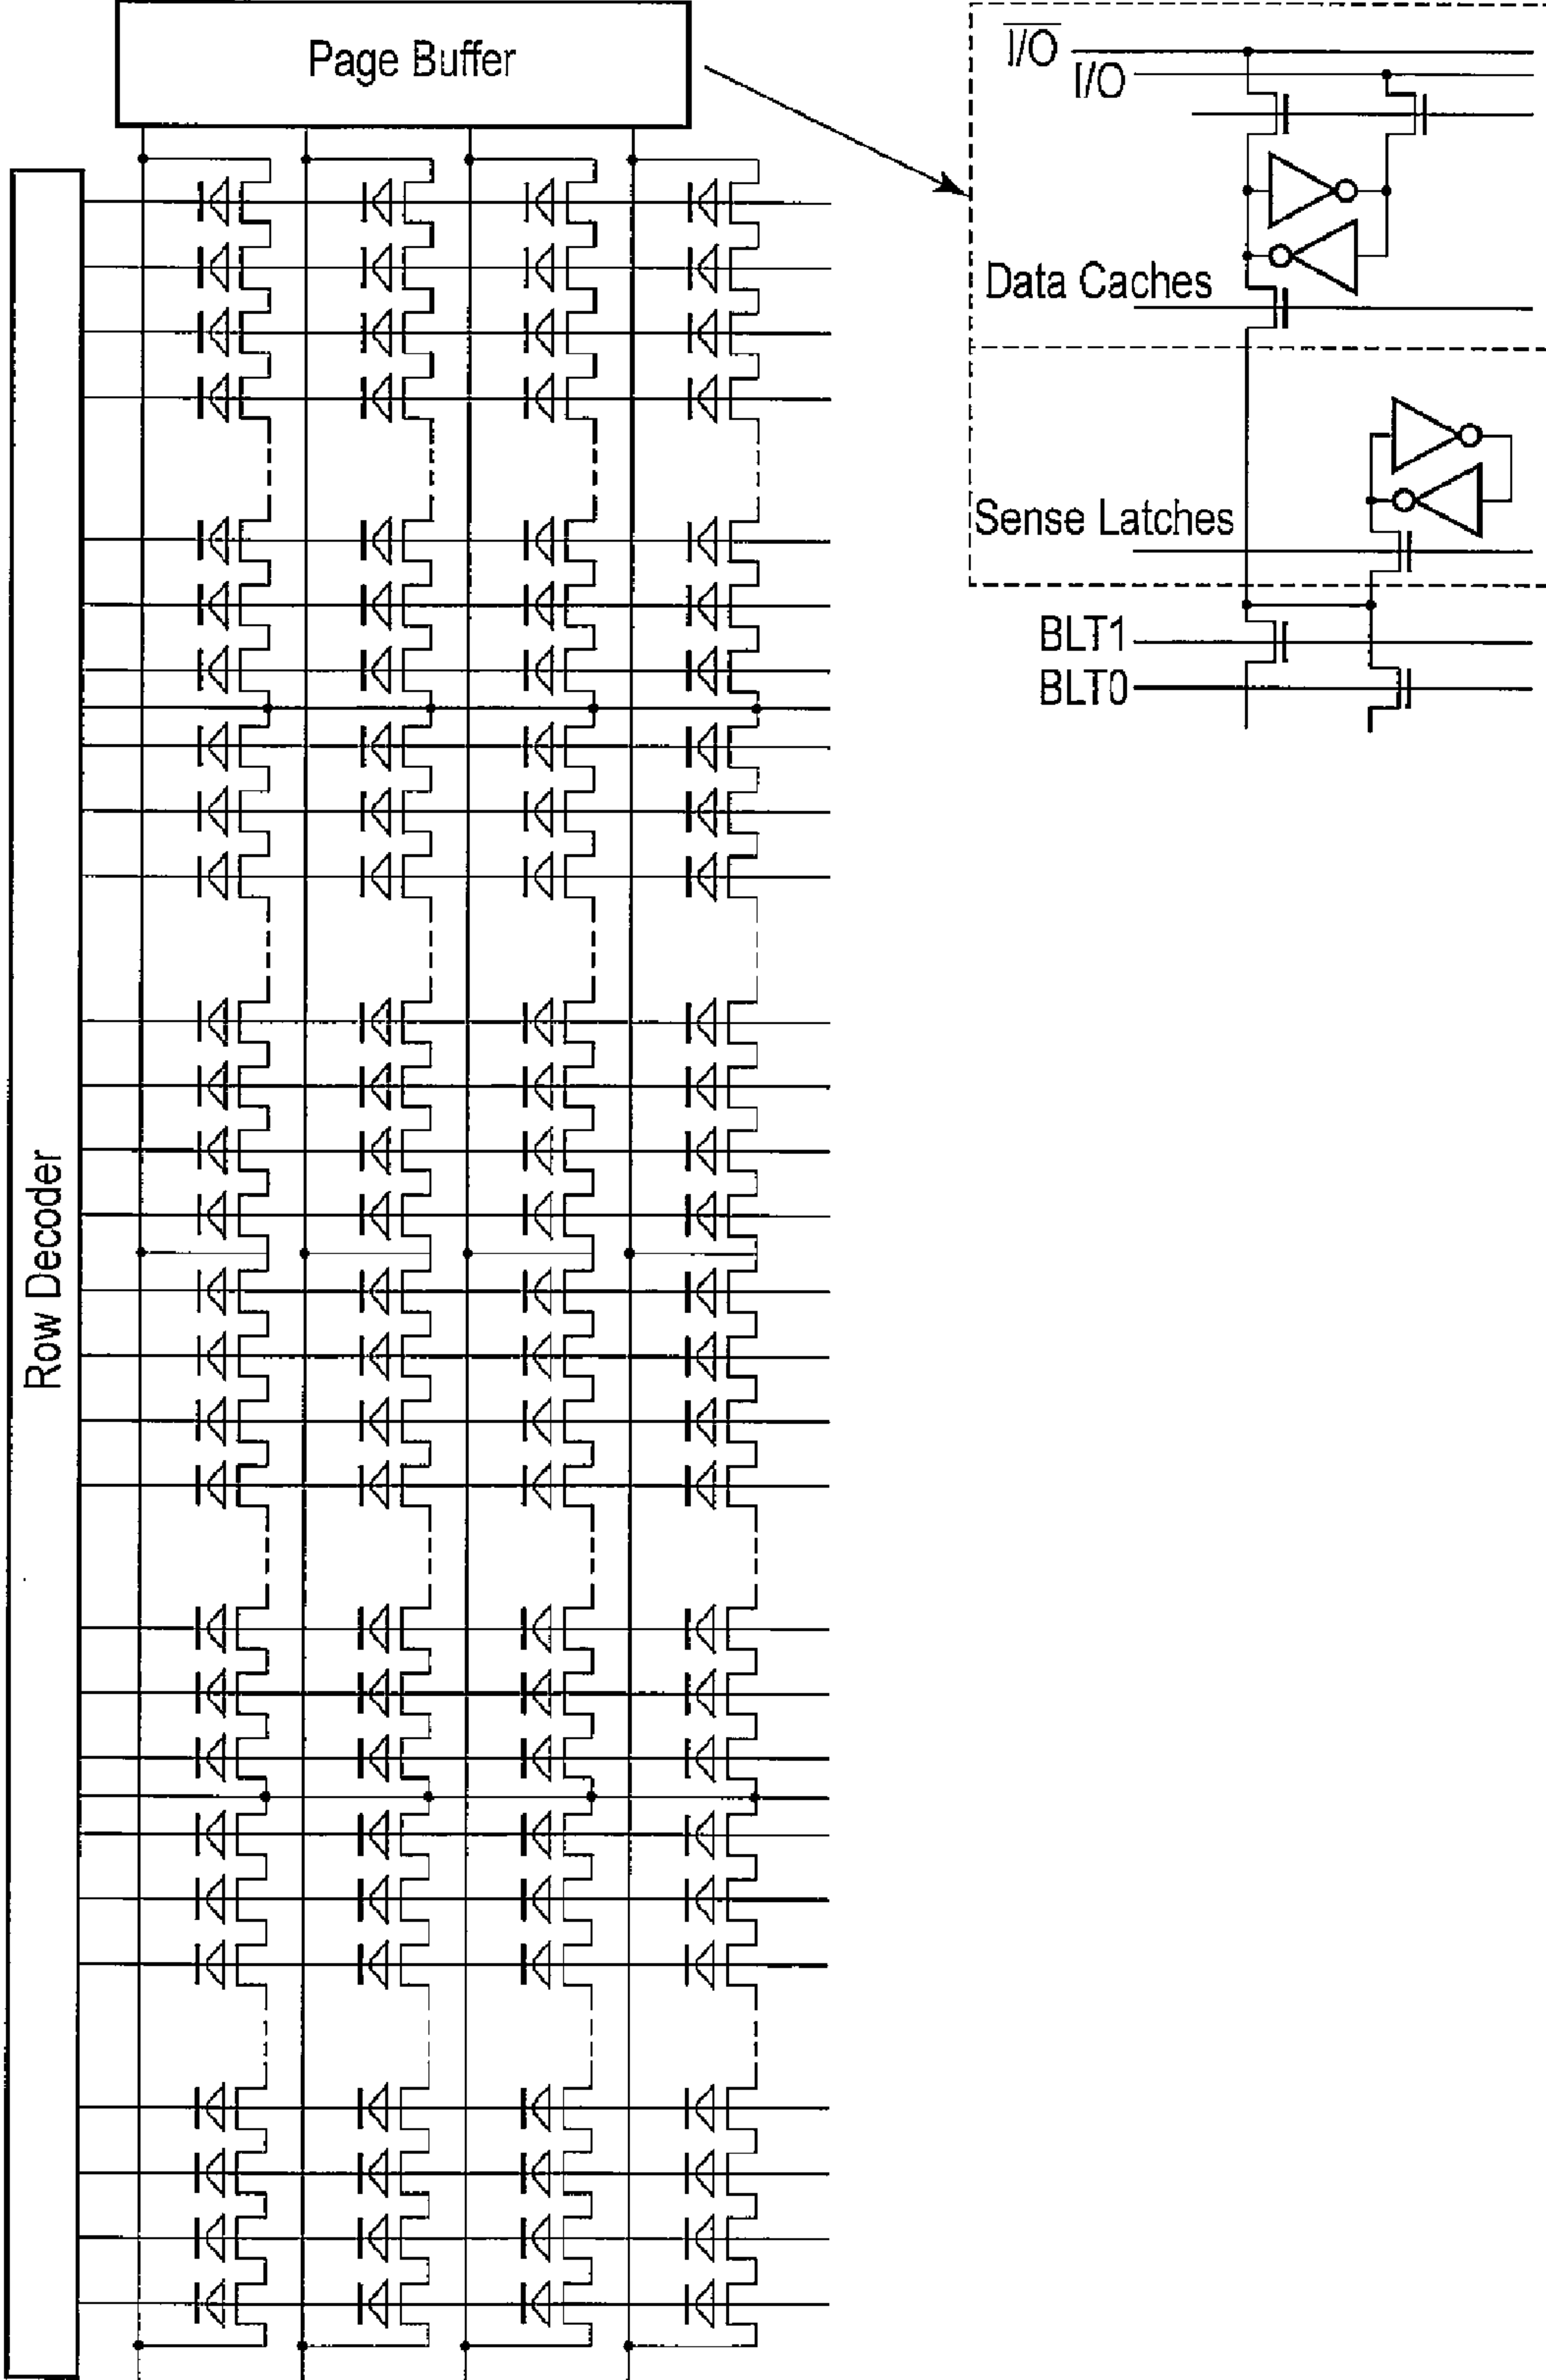 Page Buffer
Row Decoder
I/O
I/O
Data Caches
Sense Latches
BLT1
BLT0